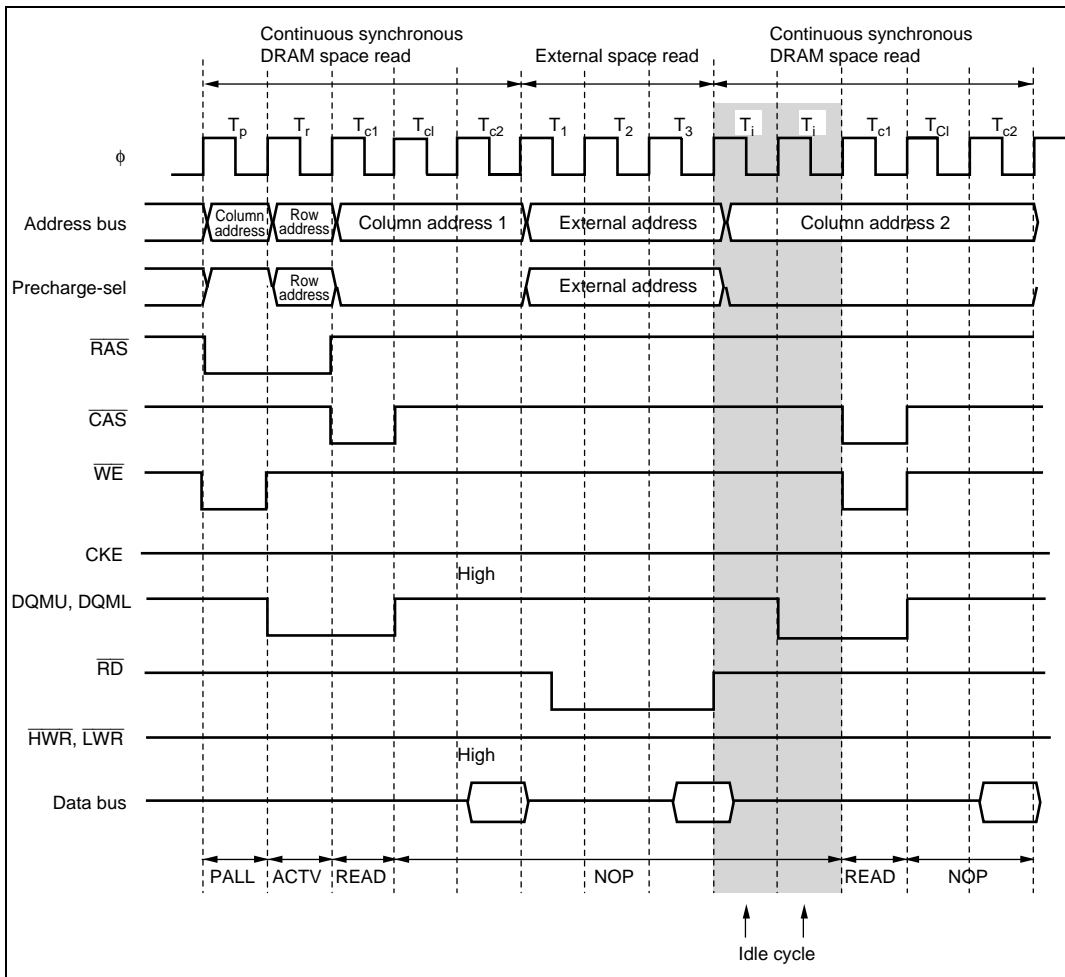 Continuous synchronous
DRAM space read
External space read
Continuous synchronous
DRAM space read
Tp Tr Tc1 Tcl Tc2 T1 T2 T3 Ti Ti Tc1 TCl Tc2
ϕ
Address bus
Column
address
Row
address
Column address 1
External address
Column address 2
Precharge-sel
Row
address
External address
RAS
CAS
WE
CKE
High
DQMU, DQML
RD
HWR, LWR
High
Data bus
PALL ACTV READ NOP READ NOP
Idle cycle